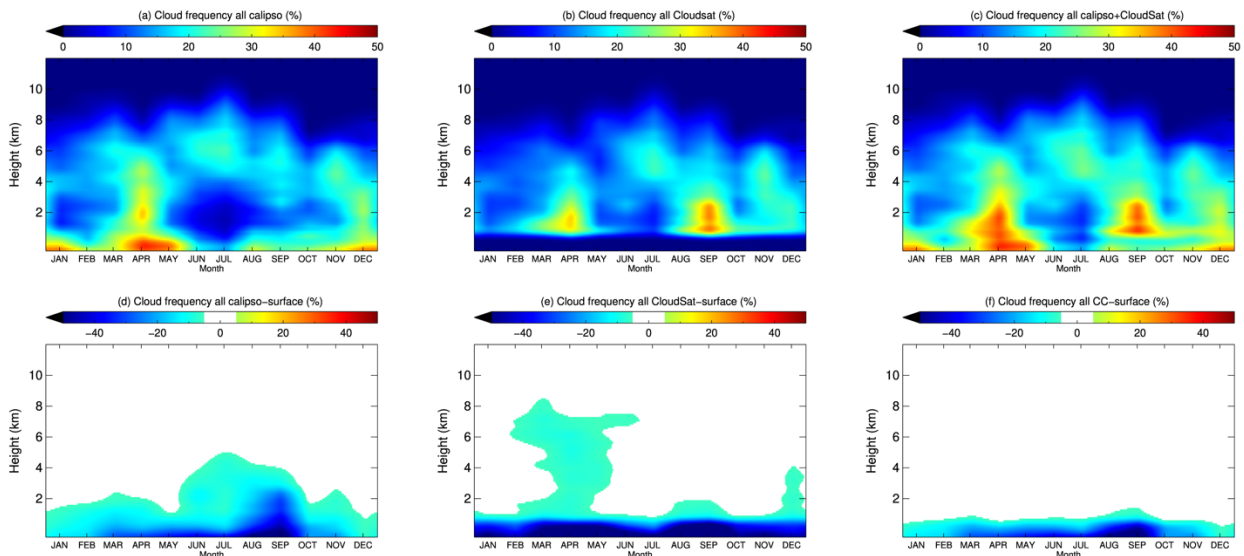 (a) Cloud frequency all calipso (%)
0 10 20 30 40 50
Height (km)
10
8
6
4
2
JAN FEB MAR APR MAY JUN JUL AUG SEP OCT NOV DEC
Month
(b) Cloud frequency all Cloudsat (%)
0 10 20 30 40 50
Height (km)
10
8
6
4
2
JAN FEB MAR APR MAY JUN JUL AUG SEP OCT NOV DEC
Month
(c) Cloud frequency all calipso+CloudSat (%)
0 10 20 30 40 50
Height (km)
10
8
6
4
2
JAN FEB MAR APR MAY JUN JUL AUG SEP OCT NOV DEC
Month
(d) Cloud frequency all calipso-surface (%)
-40 -20 0 20 40
Height (km)
10
8
6
4
2
JAN FEB MAR APR MAY JUN JUL AUG SEP OCT NOV DEC
Month
(e) Cloud frequency all CloudSat-surface (%)
-40 -20 0 20 40
Height (km)
10
8
6
4
2
JAN FEB MAR APR MAY JUN JUL AUG SEP OCT NOV DEC
Month
(f) Cloud frequency all CC-surface (%)
-40 -20 0 20 40
Height (km)
10
8
6
4
2
JAN FEB MAR APR MAY JUN JUL AUG SEP OCT NOV DEC
Month